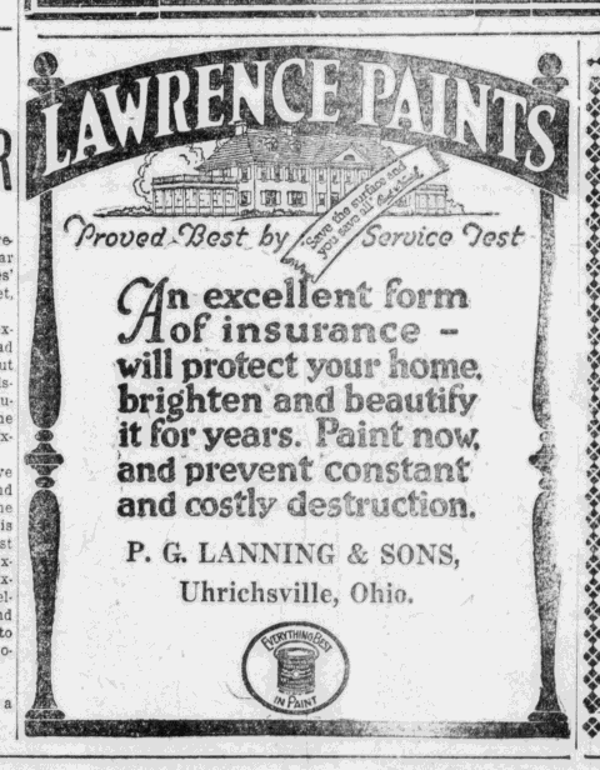 LAWRENCE PAINTS
"Save the surface and
you save all"
Proved Best by Service Test
An excellent form
of insurance –
will protect your home,
brighten and beautify
it for years. Paint now,
and prevent constant
and costly destruction.
P. G. LANNING & SONS,
Uhrichsville, Ohio.
EVERYTHING BEST
IN PAINT